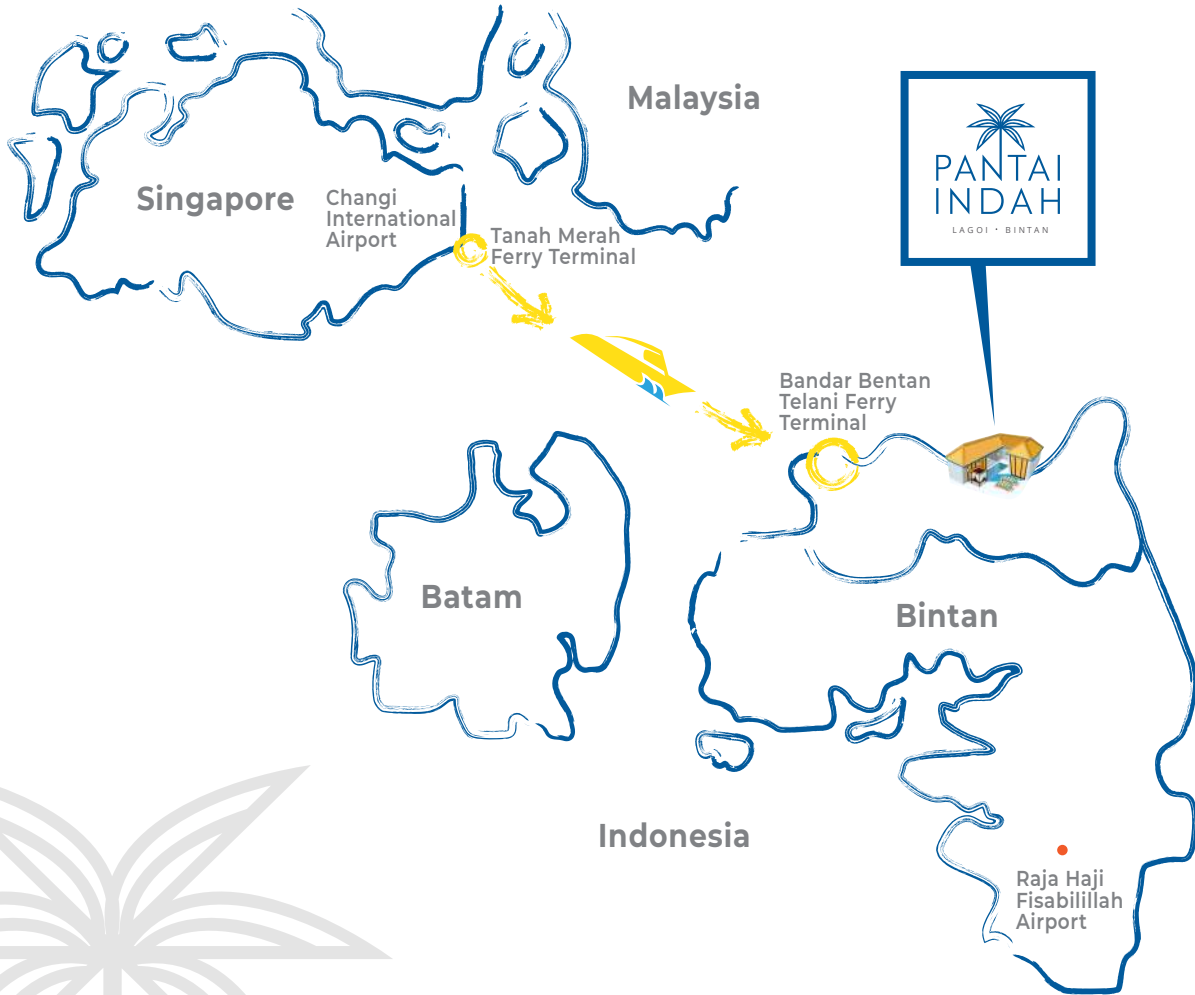 Malaysia
PANTAI
INDAH
LAGOI • BINTAN
Singapore
Changi
International
Airport
Tanah Merah
Ferry Terminal
Bandar Bentan
Telani Ferry
Terminal
Batam
Bintan
Indonesia
Raja Haji
Fisabilillah
Airport